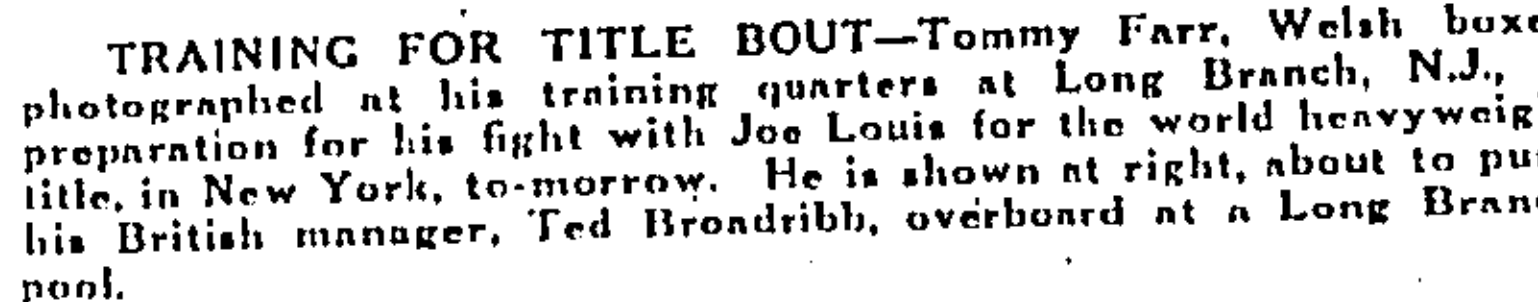 TRAINING FOR TITLE BOUT—Tommy Farr, Welsh boxe
photographed at his training quarters at Long Branch, N.J.,
preparation for his fight with Joe Louis for the world heavyweig
title, in New York, to-morrow. He is shown at right, about to pu
his British manager, Ted Broadribb, overboard at a Long Bran
pool.